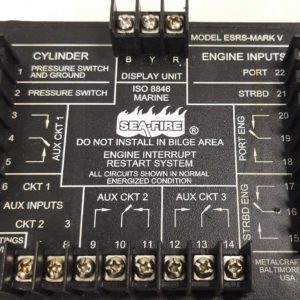 MODEL ESRS-MARK V
CYLINDER
B Y R
ENGINE INPUTS
1 PRESSURE SWITCH
AND GROUND
DISPLAY UNIT
PORT 22
2 PRESSURE SWITCH
ISO 8846
MARINE
STRBD 21
3
4
5
AUX CKT 1
SEA-FIRE ®
DO NOT INSTALL IN BILGE AREA
ENGINE INTERRUPT
RESTART SYSTEM
ALL CIRCUITS SHOWN IN NORMAL
ENERGIZED CONDITION
PORT ENG
20
19
18
6 CKT 1
AUX INPUTS
7 CKT 2
AUX CKT 2
AUX CKT 3
STRBD ENG
17
16
15
8 9 10 11 12 13 14
METALCRAFT
BALTIMORE
USA